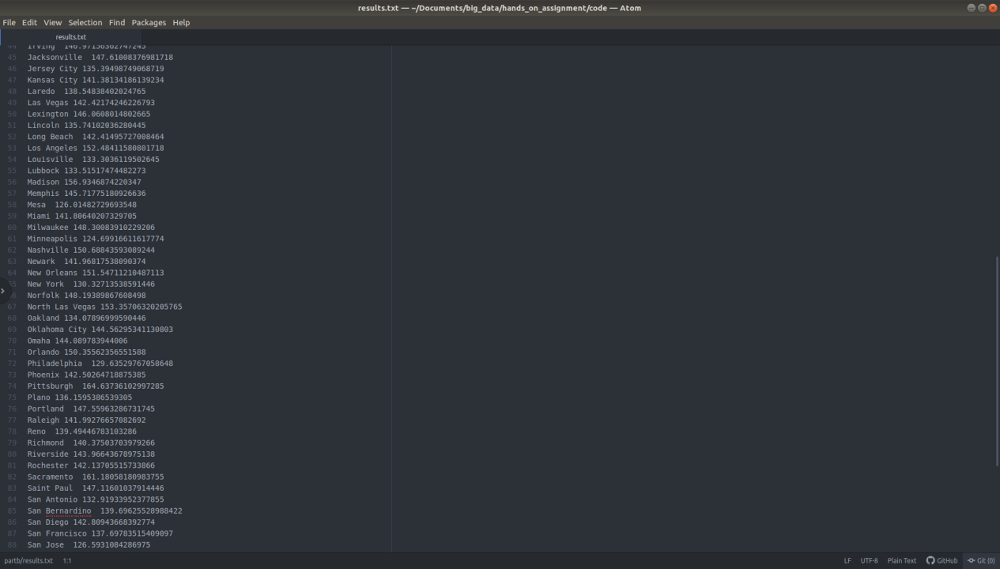 results.txt — ~/Documents/big_data/hands_on_assignment/code — Atom
File Edit View Selection Find Packages Help
results.txt
44 Irving 146.97156362747245
45 Jacksonville 147.61008376981718
46 Jersey City 135.39498749068719
47 Kansas City 141.38134186139234
48 Laredo 138.54838402024765
49 Las Vegas 142.42174246226793
50 Lexington 146.0608014802665
51 Lincoln 135.74102036280445
52 Long Beach 142.41495727008464
53 Los Angeles 152.48411580801718
54 Louisville 133.3036119502645
55 Lubbock 133.51517474482273
56 Madison 156.9346874220347
57 Memphis 145.71775180926636
58 Mesa 126.01482729693548
59 Miami 141.80640207329705
60 Milwaukee 148.30083910229206
61 Minneapolis 124.69916611617774
62 Nashville 150.68843593089244
63 Newark 141.96817538090374
64 New Orleans 151.54711210487113
65 New York 130.32713538591446
66 Norfolk 148.19389867608498
67 North Las Vegas 153.35706320205765
68 Oakland 134.07896999590446
69 Oklahoma City 144.56295341130803
70 Omaha 144.089783944006
71 Orlando 150.35562356551588
72 Philadelphia 129.63529767058648
73 Phoenix 142.50264718875385
74 Pittsburgh 164.63736102997285
75 Plano 136.1595386539305
76 Portland 147.55963286731745
77 Raleigh 141.99276657082692
78 Reno 139.49446783103286
79 Richmond 140.37503703979266
80 Riverside 143.96643678975138
81 Rochester 142.13705515733866
82 Sacramento 161.18058180983755
83 Saint Paul 147.11601037914446
84 San Antonio 132.91933952377855
85 San Bernardino 139.69625528988422
86 San Diego 142.80943668392774
87 San Francisco 137.69783515409097
88 San Jose 126.5931084286975
partb/results.txt 1:1 LF UTF-8 Plain Text GitHub Git (0)